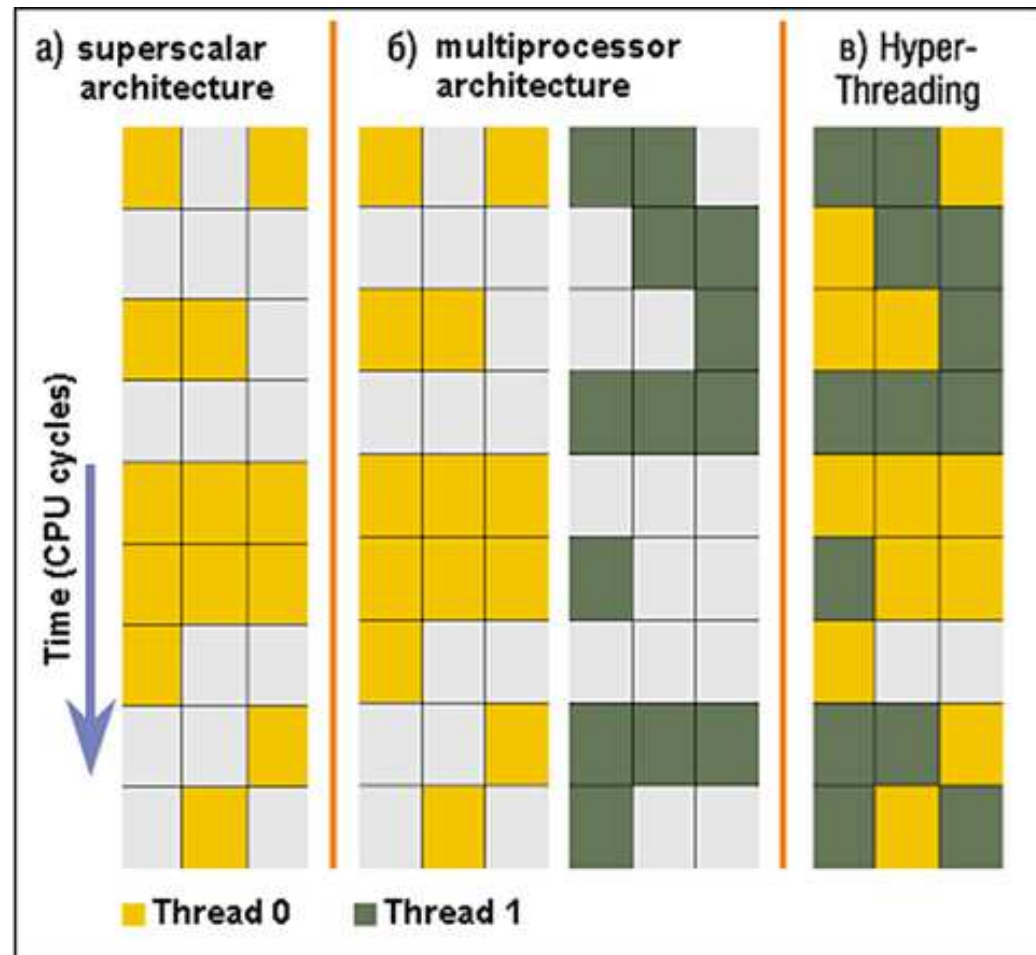 а) superscalar
architecture
б) multiprocessor
architecture
в) Hyper-
Threading
Time (CPU cycles)
Thread 0
Thread 1